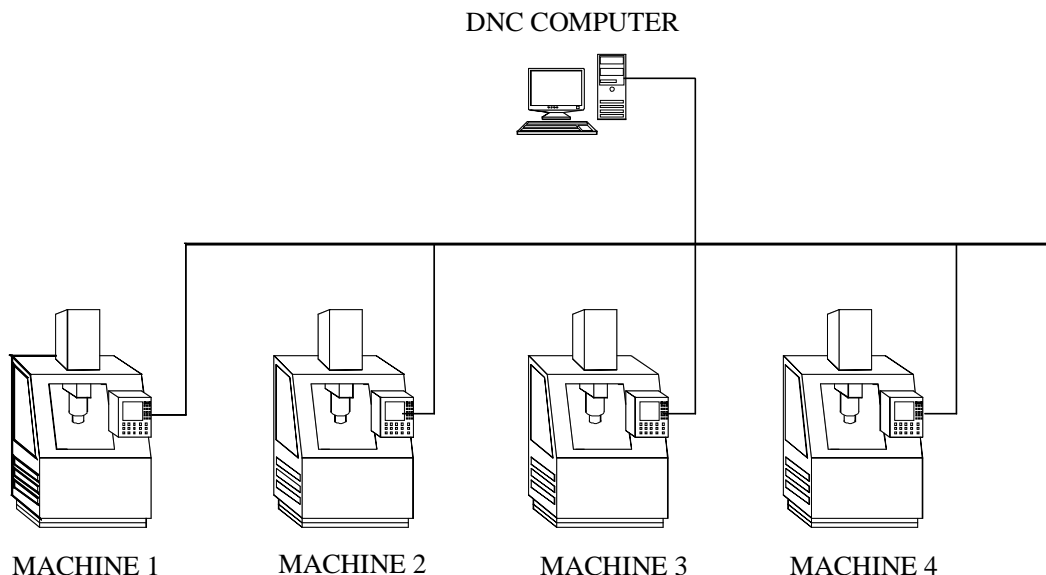 DNC COMPUTER
MACHINE 1
MACHINE 2
MACHINE 3
MACHINE 4